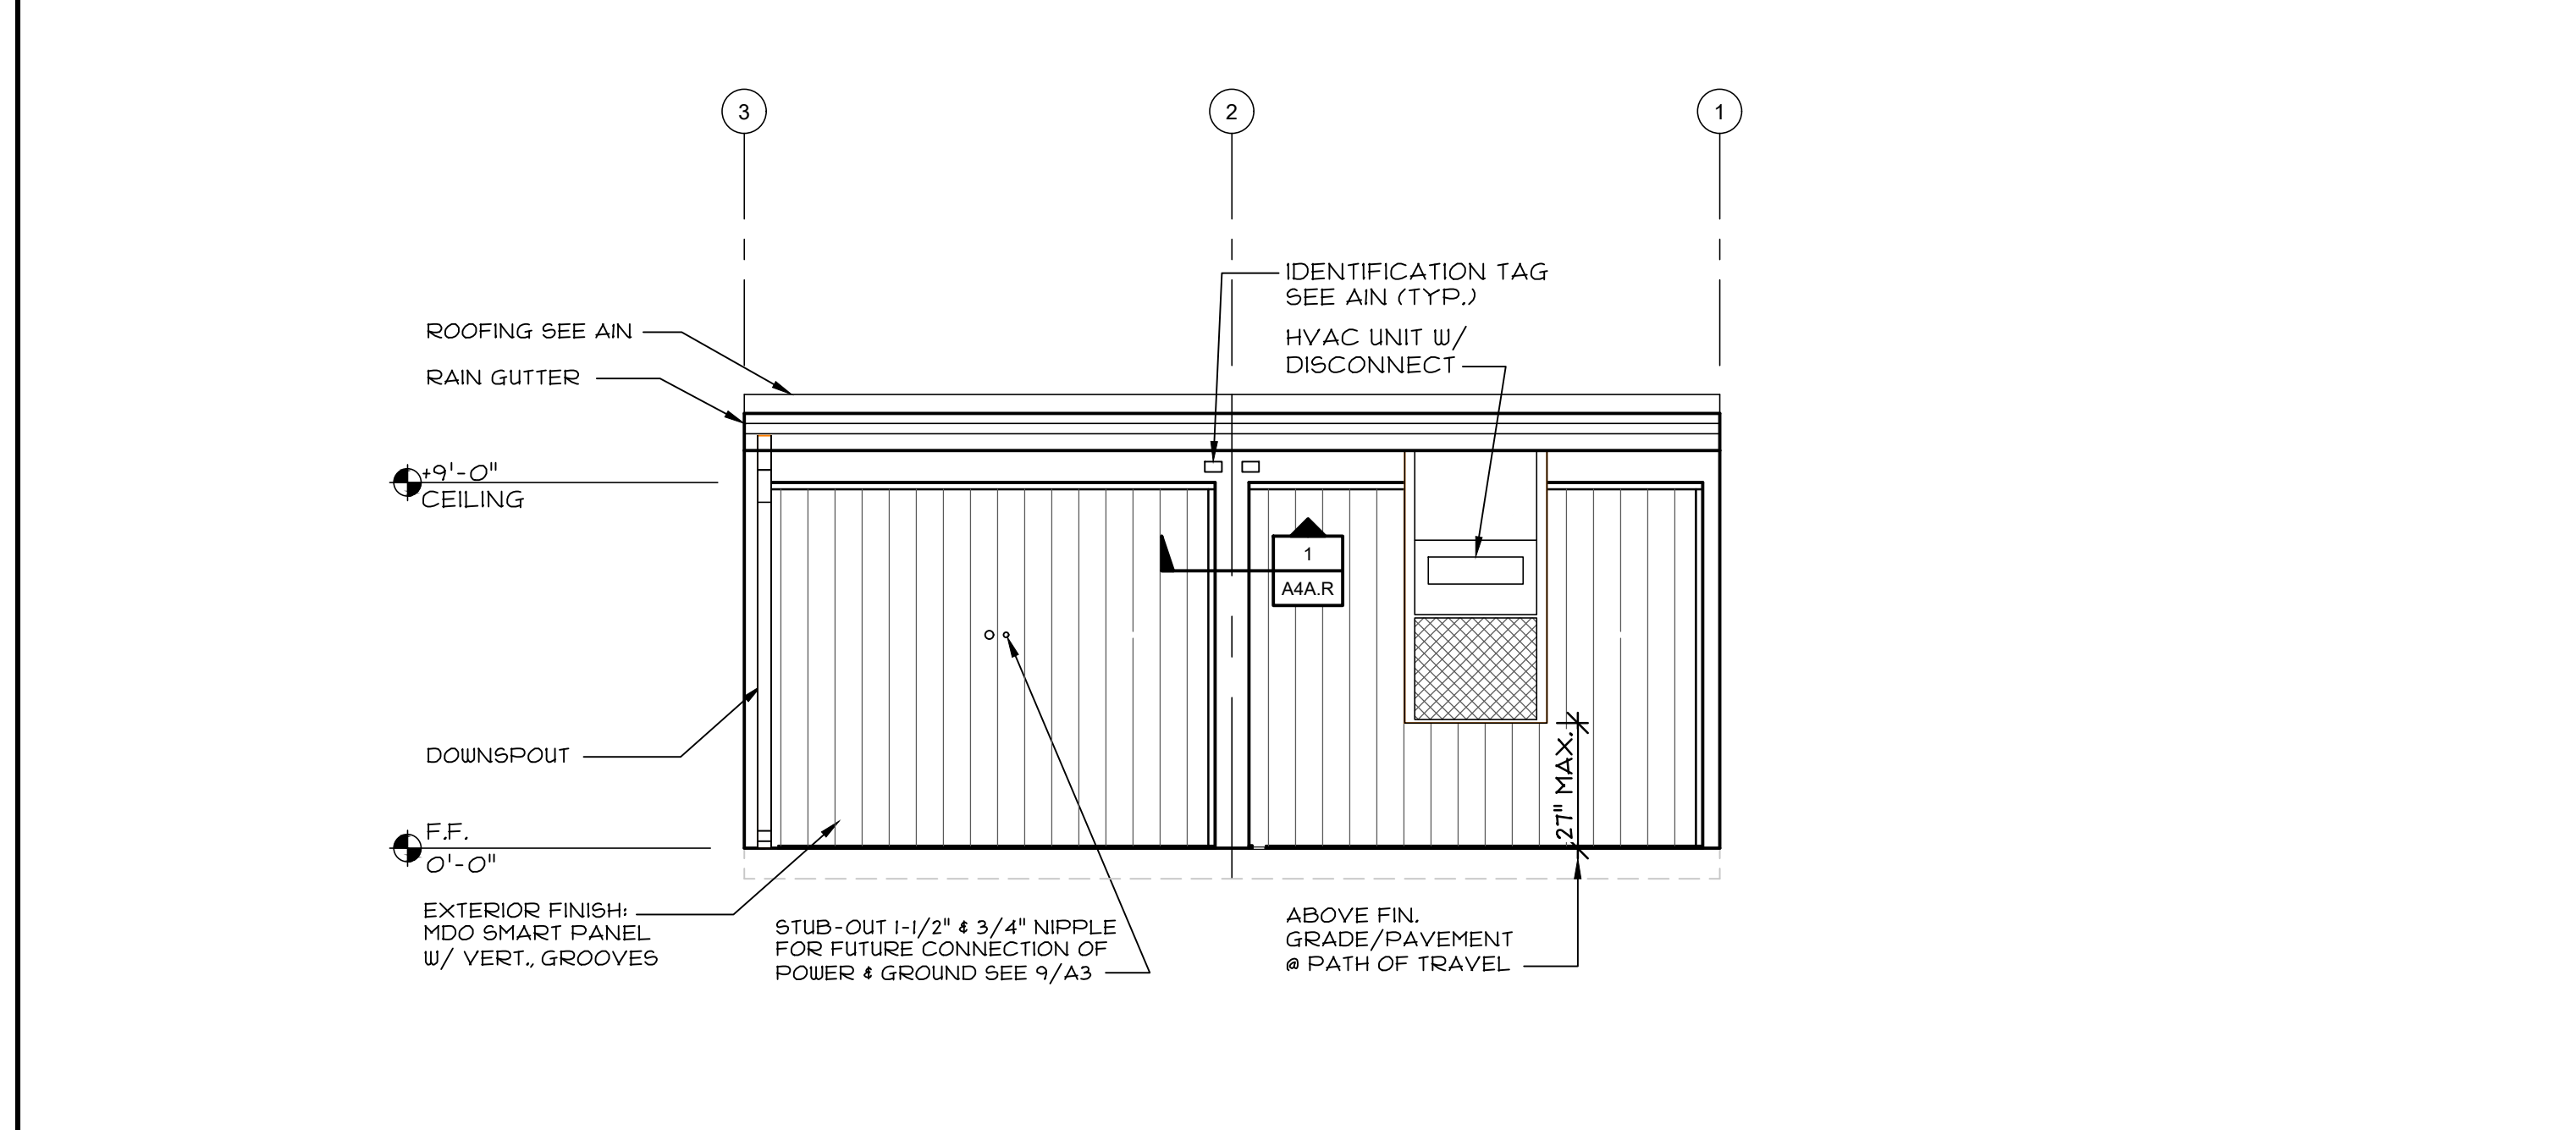 3
2
1
IDENTIFICATION TAG
SEE A1N (TYP.)
ROOFING SEE A1N
HVAC UNIT W/
DISCONNECT
RAIN GUTTER
+9'-0"
CEILING
1
A4A.R
27" MAX.
DOWNSPOUT
F.F.
0'-0"
EXTERIOR FINISH:
MDO SMART PANEL
W/ VERT., GROOVES
STUB-OUT 1-1/2" & 3/4" NIPPLE
FOR FUTURE CONNECTION OF
POWER & GROUND SEE 9/A3
ABOVE FIN.
GRADE/PAVEMENT
@ PATH OF TRAVEL